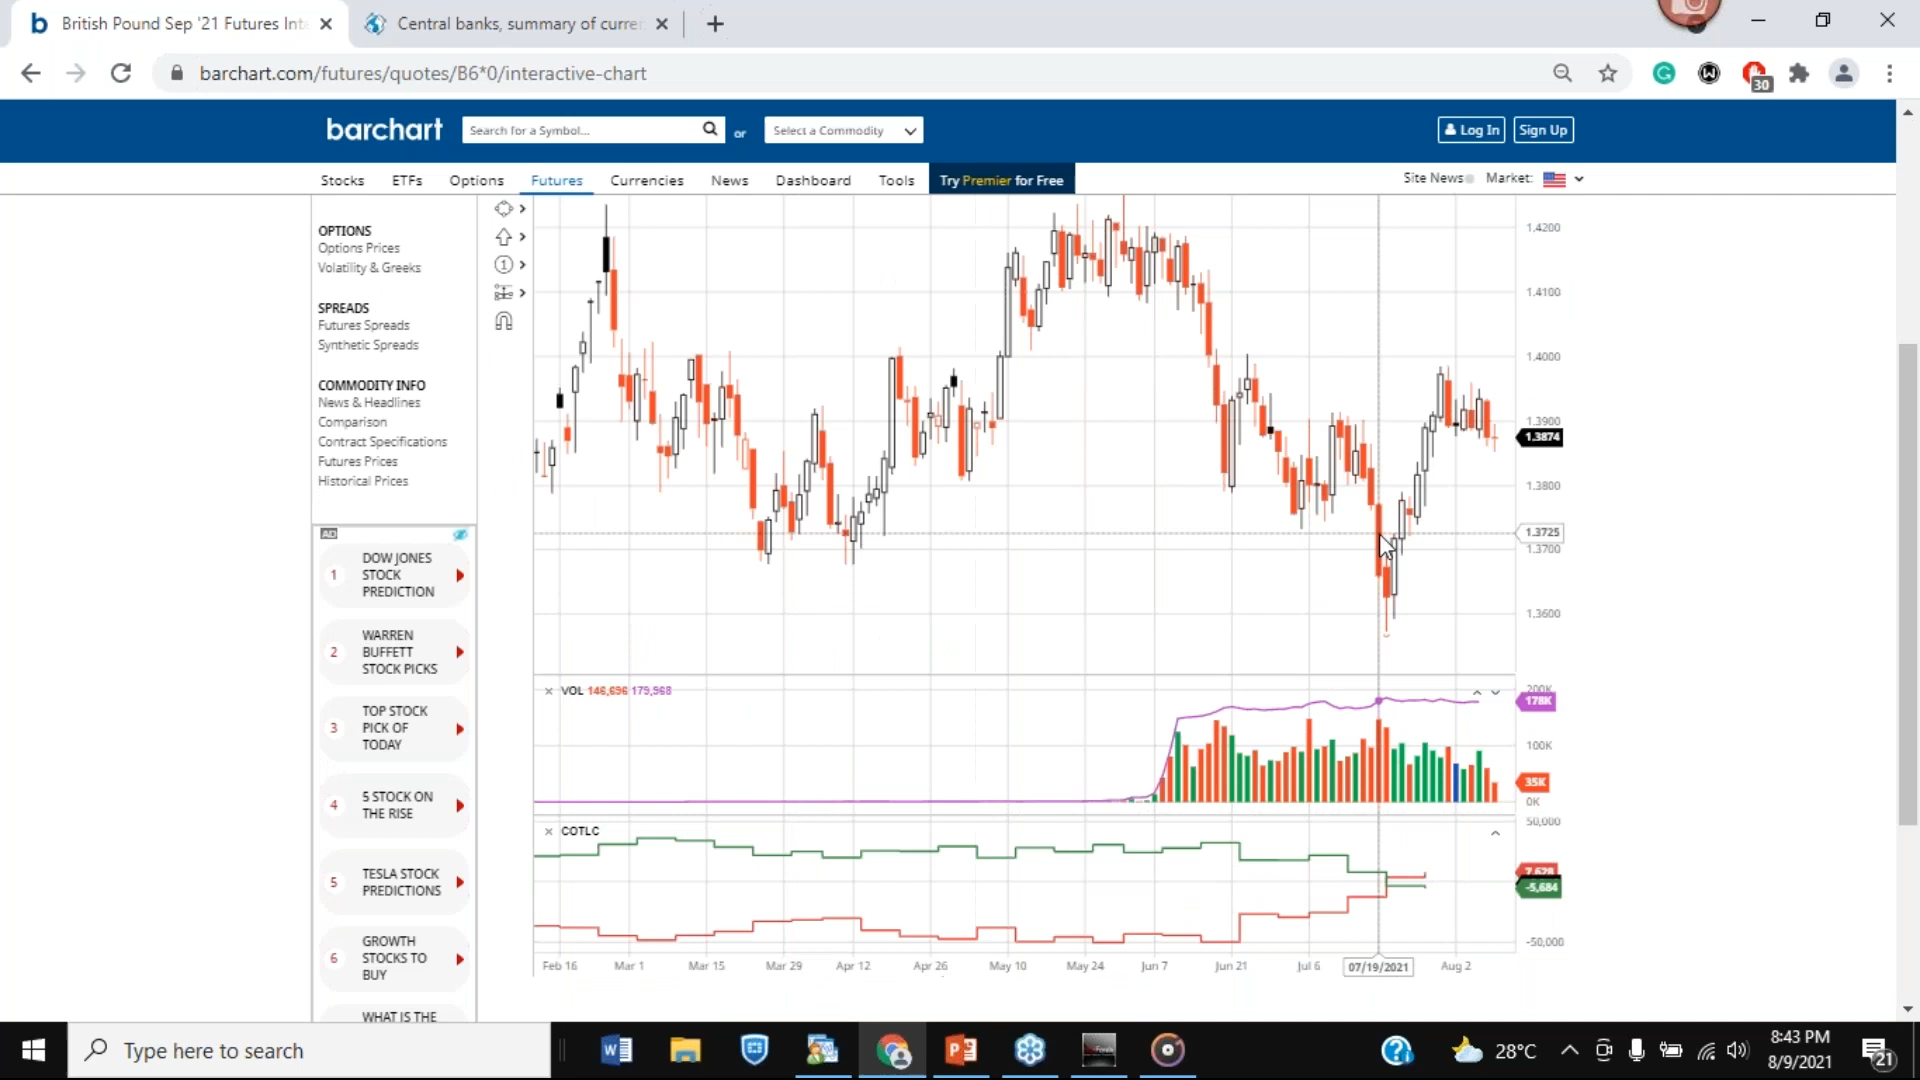 British Pound Sep '21 Futures Inte
Central banks, summary of curre
barchart.com/futures/quotes/B6*0/interactive-chart
30
barchart
Search for a Symbol...
or
Select a Commodity
Log In
Sign Up
Stocks
ETFs
Options
Futures
Currencies
News
Dashboard
Tools
Try Premier for Free
Site News
Market:
OPTIONS
Options Prices
Volatility & Greeks
SPREADS
Futures Spreads
Synthetic Spreads
COMMODITY INFO
News & Headlines
Comparison
Contract Specifications
Futures Prices
Historical Prices
AD
1
DOW JONES
STOCK
PREDICTION
2
WARREN
BUFFETT
STOCK PICKS
3
TOP STOCK
PICK OF
TODAY
4
5 STOCK ON
THE RISE
5
TESLA STOCK
PREDICTIONS
6
GROWTH
STOCKS TO
BUY
WHAT IS THE
1.4200
1.4100
1.4000
1.3900
1.3874
1.3800
1.3725
1.3700
1.3600
VOL 146,696 179,968
200K
178K
100K
35K
0K
COTLC
50,000
7,628
-5,684
-50,000
Feb 16
Mar 1
Mar 15
Mar 29
Apr 12
Apr 26
May 10
May 24
Jun 7
Jun 21
Jul 6
07/19/2021
Aug 2
Type here to search
28°C
8:43 PM
8/9/2021
21